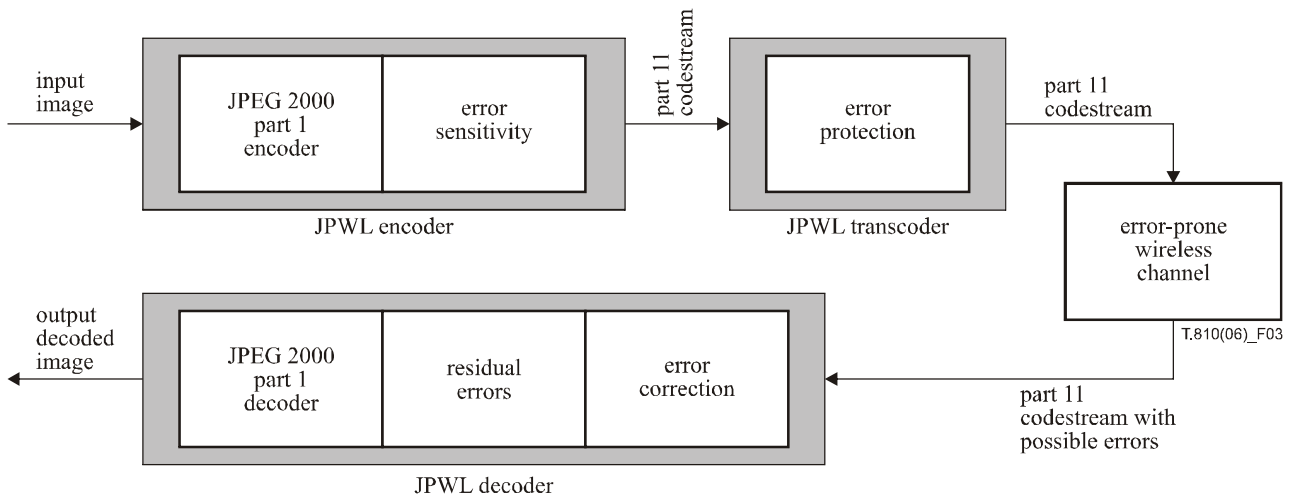 input
image
JPEG 2000
part 1
encoder
error
sensitivity
JPWL encoder
part 11
codestream
error
protection
JPWL transcoder
part 11
codestream
error-prone
wireless
channel
T.810(06)_F03
output
decoded
image
JPEG 2000
part 1
decoder
residual
errors
error
correction
JPWL decoder
part 11
codestream with
possible errors